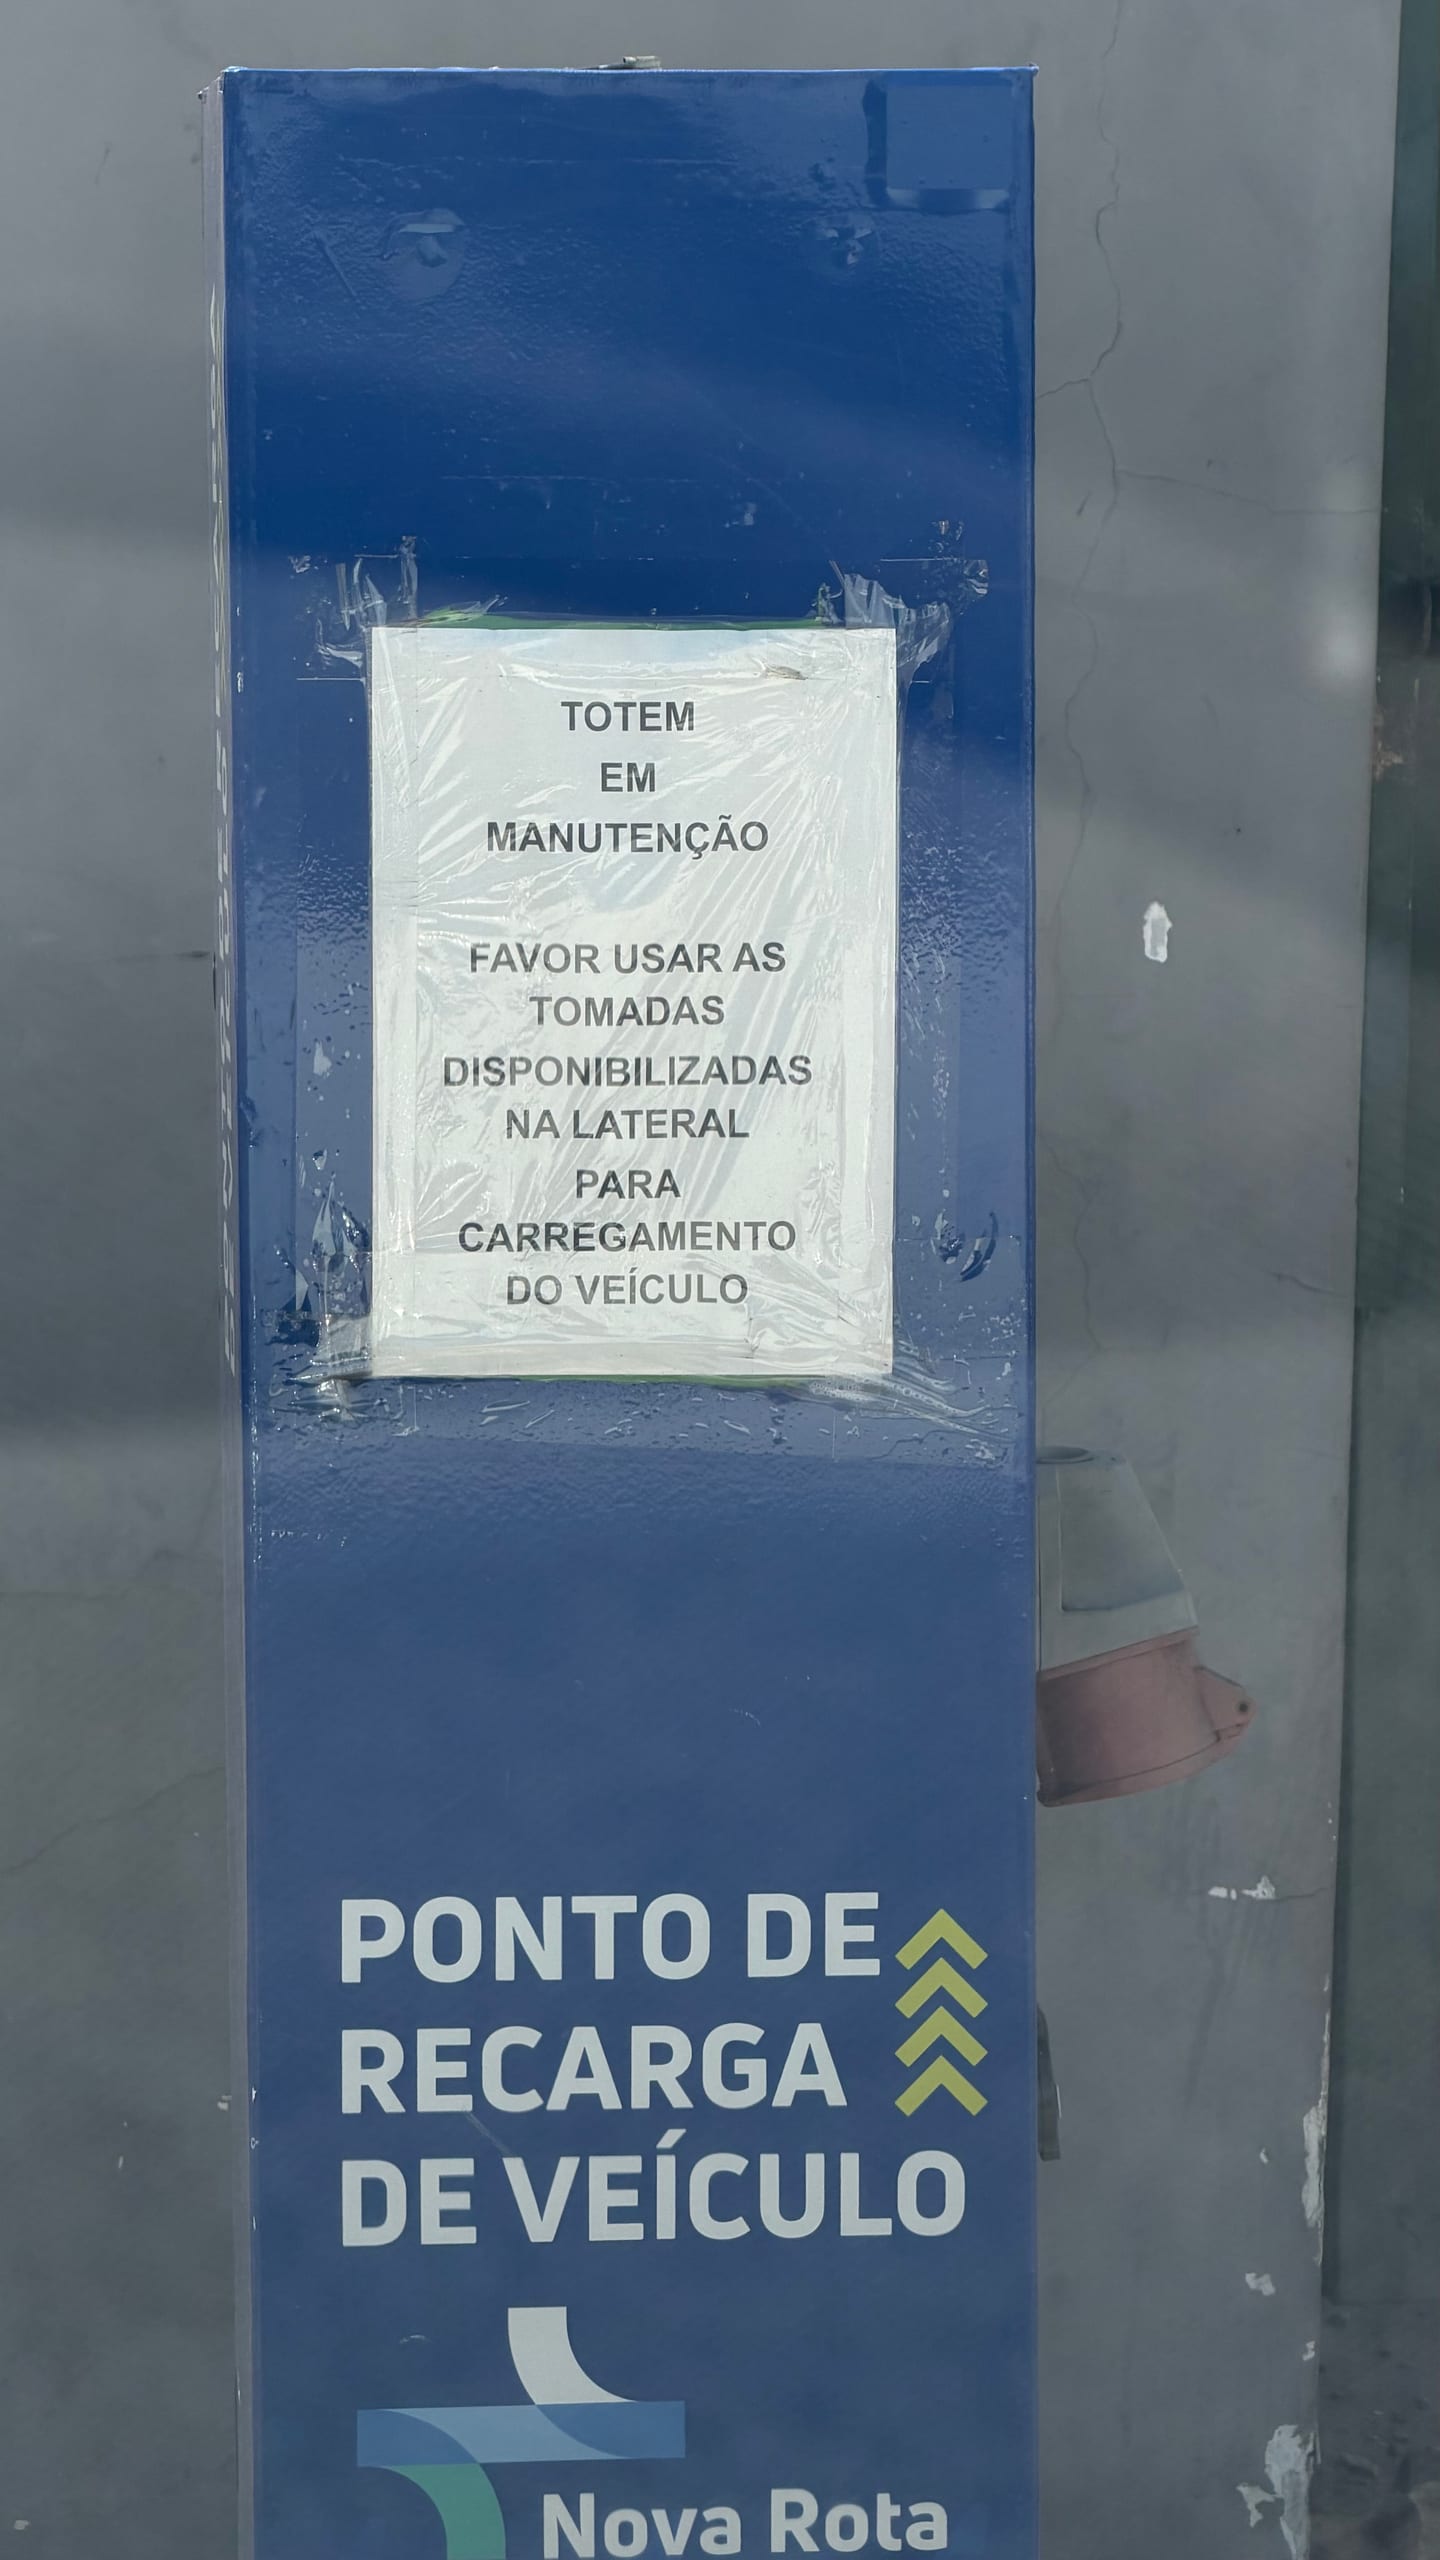 TOTEM
EM
MANUTENÇÃO
FAVOR USAR AS
TOMADAS
DISPONIBILIZADAS
NA LATERAL
PARA
CARREGAMENTO
DO VEÍCULO
PONTO DE
RECARGA
DE VEÍCULO
Nova Rota